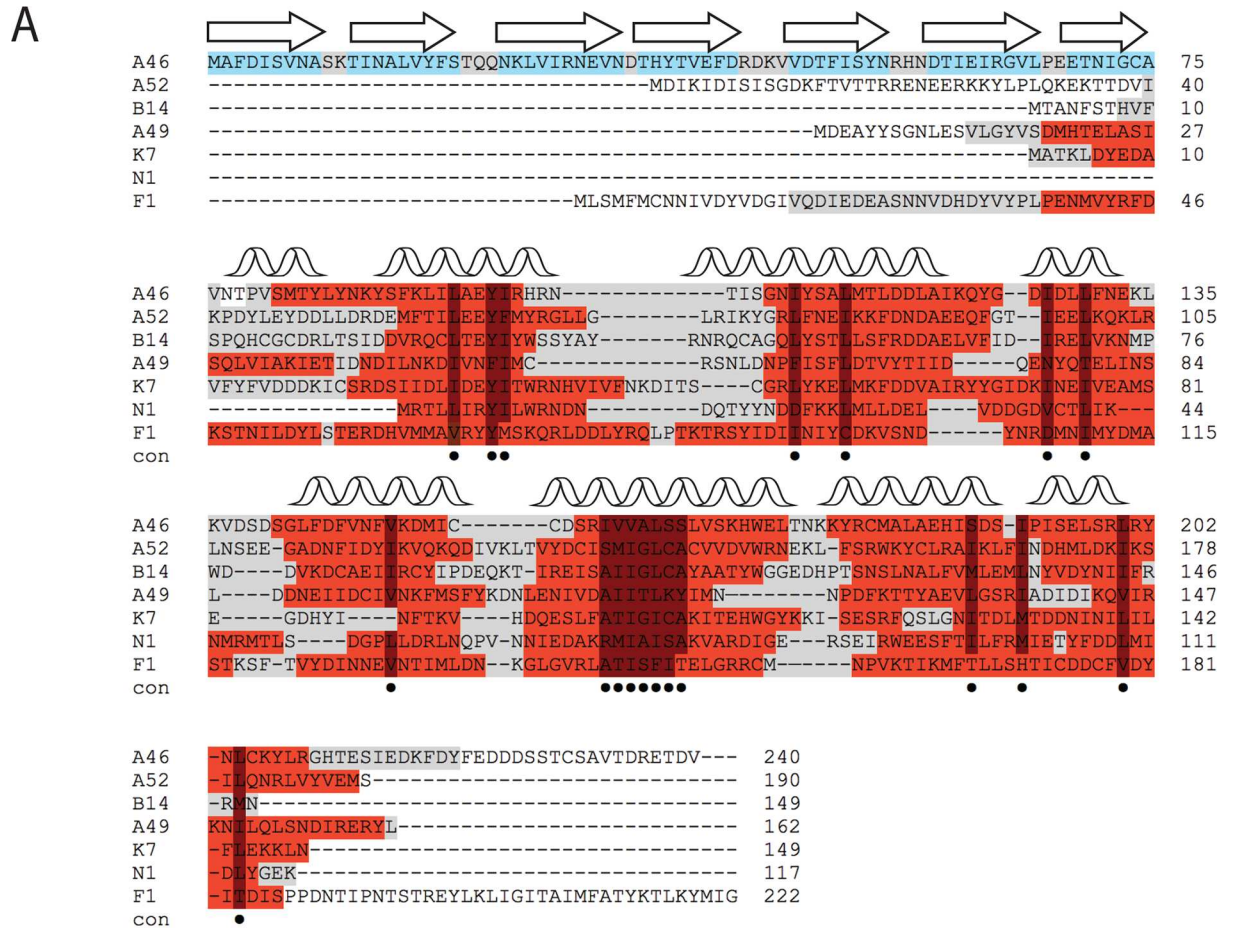 A
A46 MAFDISVNASKTINALVYFSTQQNKLVIRNEVNDTHYTVEFDRDKVVDTFISYNRHNDTIEIRGVLPEETNIGCA 75
A52 -----------------------------------MDIKIDISISGDKFTVTTRRENEERKKYLPLQKEKTTDVI 40
B14 -----------------------------------------------------------------MTANFSTHVF 10
A49 ------------------------------------------------MDEAYYSGNLESVLGYVSDMHTELASI 27
K7 -----------------------------------------------------------------MATKLDYEDA 10
N1 ---------------------------------------------------------------------------
F1 -----------------------------MLSMFMCNNIVDYVDGIVQDIEDEASNNVDHDYVYPLPENMVYRFD 46
A46 VNTPVSMTYLYNKYSFKLILAEYIRHRN-------------TISGNIYSALMTLDDLAIKQYG--DIDLLFNEKL 135
A52 KPDYLEYDDLLDRDEMFTILEEYFMYRGLLG--------LRIKYGRLFNEIKKFDNDAEEQFGT--IEELKQKLR 105
B14 SPQHCGCDRLTSIDDVRQCLTEYIYWSSYAY-------RNRQCAGQLYSTLLSFRDDAELVFID--IRELVKNMP 76
A49 SQLVIAKIETIDNDILNKDIVNFIMC-------------RSNLDNPFISFLDTVYTIID-----QENYQTELINS 84
K7 VFYFVDDDKICSRDSIIDLIDEYITWRNHVIVFNKDITS----CGRLYKELMKFDDVAIRYYGIDKINEIVEAMS 81
N1 ---------------MRTLLIRYILWRNDN---------DQTYYNDDFKKLMLLDEL----VDDGDVCTLIK--- 44
F1 KSTNILDYLSTERDHVMMAVRYYMSKQRLDDLYRQLPTKTRSYIDIINIYCDKVSND------YNRDMNIMYDMA 115
con ● ●● ● ● ● ●
A46 KVDSDSGLFDFVNFVKDMIC-------CDSRIVVALSSLVSKHWELTNKKYRCMALAEHISDS-IPISELSRLRY 202
A52 LNSEE-GADNFIDYIKVQKQDIVKLTVYDCISMIGLCACVVDVWRNEKL-FSRWKYCLRAIKLFINDHMLDKIKS 178
B14 WD----DVKDCAEIIRCYIPDEQKT-IREISAIIGLCAYAATYWGGEDHPTSNSLNALFVMLEMLNYVDYNIIFR 146
A49 L----DDNEIIDCIVNKFMSFYKDNLENIVDAIITLKYIMN--------NPDFKTTYAEVLGSRIADIDIKQVIR 147
K7 E-----GDHYI--NFTKV------HDQESLFATIGICAKITEHWGYKKI-SESRFQSLGNITDLMTDDNINILIL 142
N1 NMRMTLS----DGPLLDRLNQPV-NNIEDAKRMIAISAKVARDIGE---RSEIRWEESFTILFRMIETYFDDLMI 111
F1 STKSF-TVYDINNEVNTIMLDN--KGLGVRLATISFITELGRRCM------NPVKTIKMFTLLSHTICDDCFVDY 181
con ● ●●●●●●● ● ● ●
A46 -NLCKYLRGHTESIEDKFDYFEDDDSSTCSAVTDRETDV--- 240
A52 -ILQNRLVYVEMS----------------------------- 190
B14 -RMN-------------------------------------- 149
A49 KNILQLSNDIRERYL--------------------------- 162
K7 -FLEKKLN---------------------------------- 149
N1 -DLYGEK----------------------------------- 117
F1 -ITDISPPDNTIPNTSTREYLKLIGITAIMFATYKTLKYMIG 222
con ●